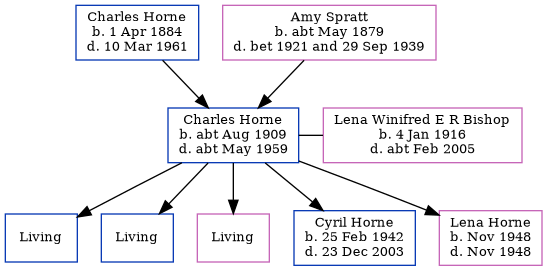 Charles Horne
b. 1 Apr 1884
d. 10 Mar 1961
Amy Spratt
b. abt May 1879
d. bet 1921 and 29 Sep 1939
Charles Horne
b. abt Aug 1909
d. abt May 1959
Lena Winifred E R Bishop
b. 4 Jan 1916
d. abt Feb 2005
Living
Living
Living
Cyril Horne
b. 25 Feb 1942
d. 23 Dec 2003
Lena Horne
b. Nov 1948
d. Nov 1948